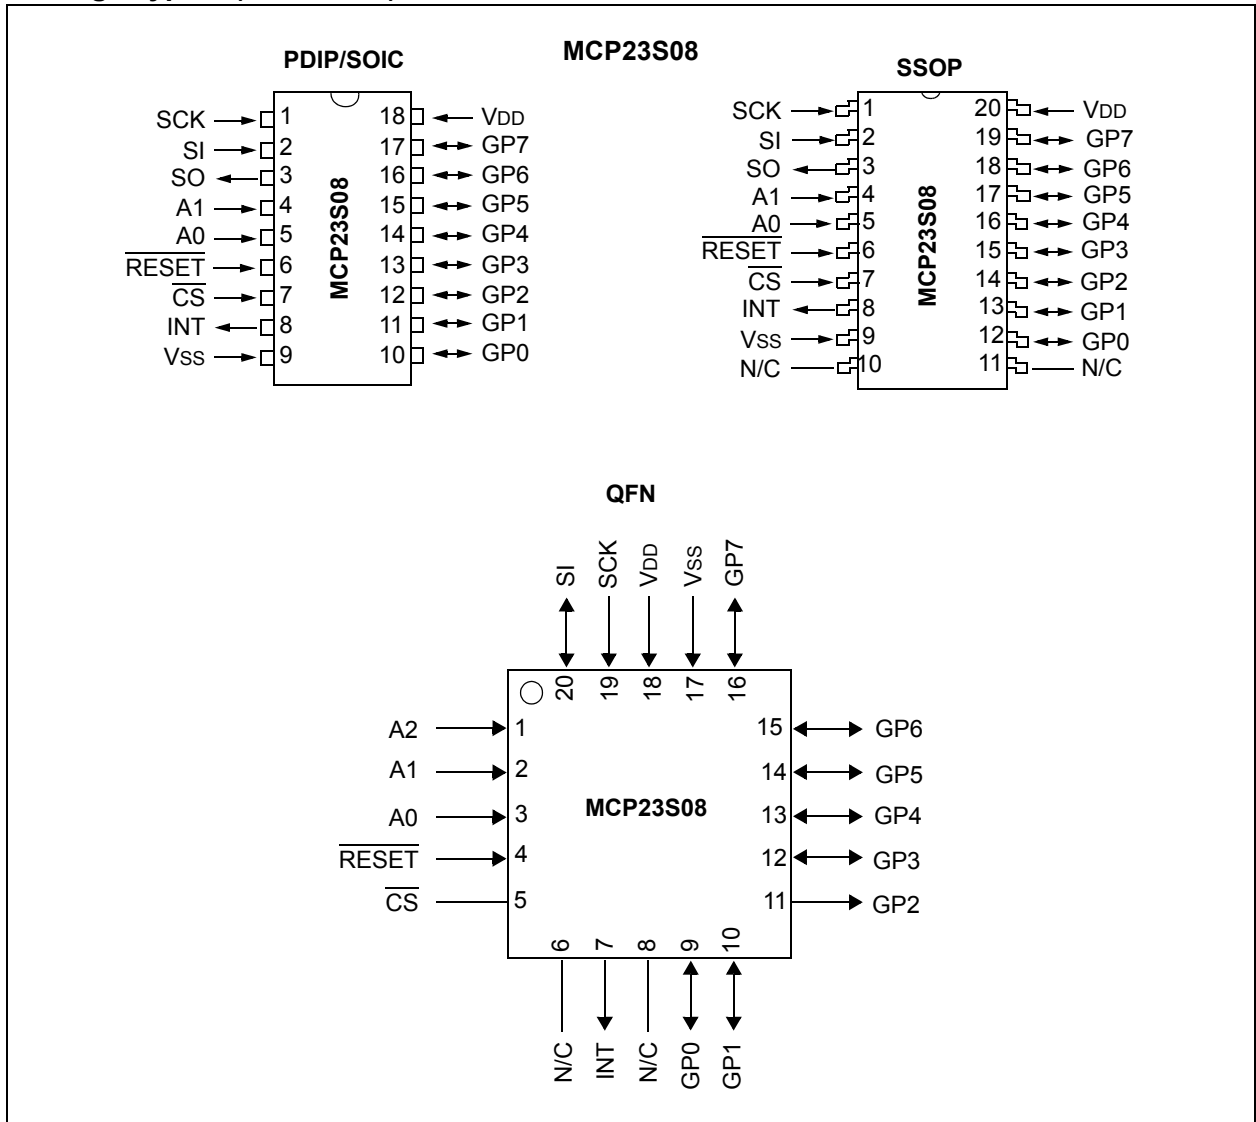 MCP23S08
PDIP/SOIC
SCK 1 18 VDD
SI 2 17 GP7
SO 3 16 GP6
A1 4 15 GP5
A0 5 14 GP4
RESET 6 13 GP3
CS 7 12 GP2
INT 8 11 GP1
VSS 9 10 GP0
MCP23S08
SSOP
SCK 1 20 VDD
SI 2 19 GP7
SO 3 18 GP6
A1 4 17 GP5
A0 5 16 GP4
RESET 6 15 GP3
CS 7 14 GP2
INT 8 13 GP1
VSS 9 12 GP0
N/C 10 11 N/C
MCP23S08
QFN
SI SCK VDD VSS GP7
20 19 18 17 16
A2 1 15 GP6
A1 2 14 GP5
A0 3 MCP23S08 13 GP4
RESET 4 12 GP3
CS 5 11 GP2
6 7 8 9 10
N/C INT N/C GP0 GP1